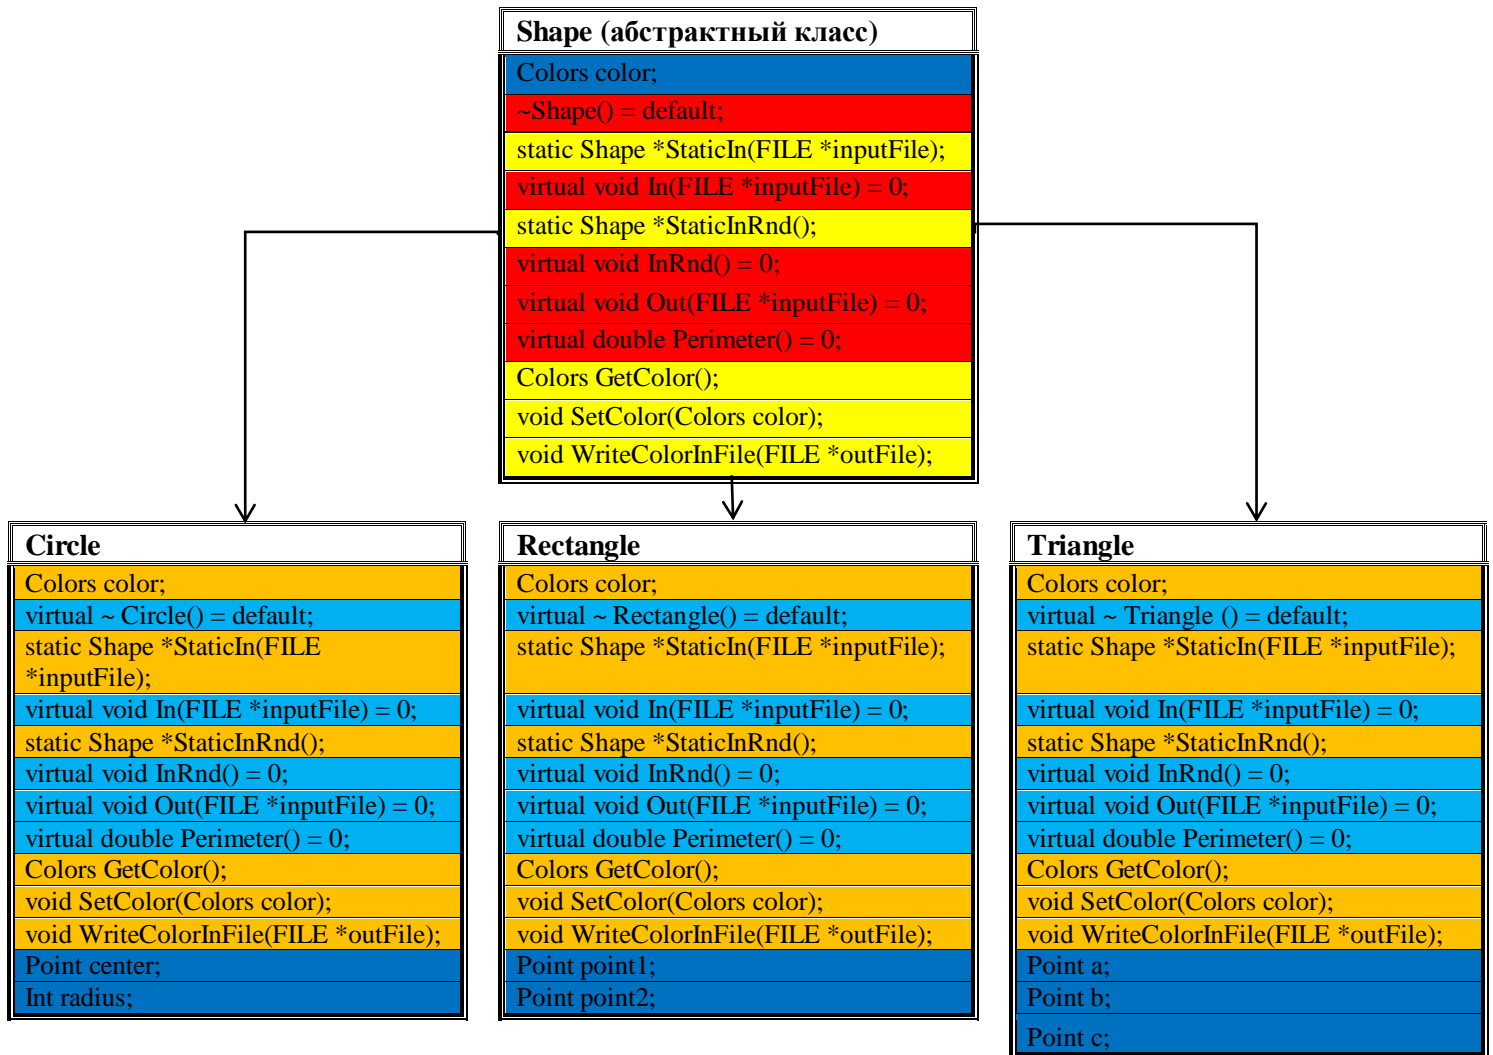 Shape (абстрактный класс)
Colors color;
~Shape() = default;
static Shape *StaticIn(FILE *inputFile);
virtual void In(FILE *inputFile) = 0;
static Shape *StaticInRnd();
virtual void InRnd() = 0;
virtual void Out(FILE *inputFile) = 0;
virtual double Perimeter() = 0;
Colors GetColor();
void SetColor(Colors color);
void WriteColorInFile(FILE *outFile);
Circle
Colors color;
virtual ~ Circle() = default;
static Shape *StaticIn(FILE
*inputFile);
virtual void In(FILE *inputFile) = 0;
static Shape *StaticInRnd();
virtual void InRnd() = 0;
virtual void Out(FILE *inputFile) = 0;
virtual double Perimeter() = 0;
Colors GetColor();
void SetColor(Colors color);
void WriteColorInFile(FILE *outFile);
Point center;
Int radius;
Rectangle
Colors color;
virtual ~ Rectangle() = default;
static Shape *StaticIn(FILE *inputFile);
virtual void In(FILE *inputFile) = 0;
static Shape *StaticInRnd();
virtual void InRnd() = 0;
virtual void Out(FILE *inputFile) = 0;
virtual double Perimeter() = 0;
Colors GetColor();
void SetColor(Colors color);
void WriteColorInFile(FILE *outFile);
Point point1;
Point point2;
Triangle
Colors color;
virtual ~ Triangle () = default;
static Shape *StaticIn(FILE *inputFile);
virtual void In(FILE *inputFile) = 0;
static Shape *StaticInRnd();
virtual void InRnd() = 0;
virtual void Out(FILE *inputFile) = 0;
virtual double Perimeter() = 0;
Colors GetColor();
void SetColor(Colors color);
void WriteColorInFile(FILE *outFile);
Point a;
Point b;
Point c;